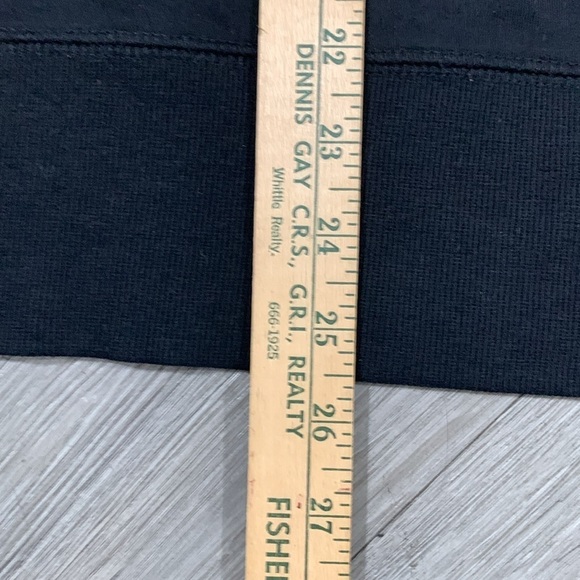 DENNIS GAY C.R.S., G.R.I., REALTY
Whittle Realty.
666-1925
FISHE
22
23
24
25
26
27